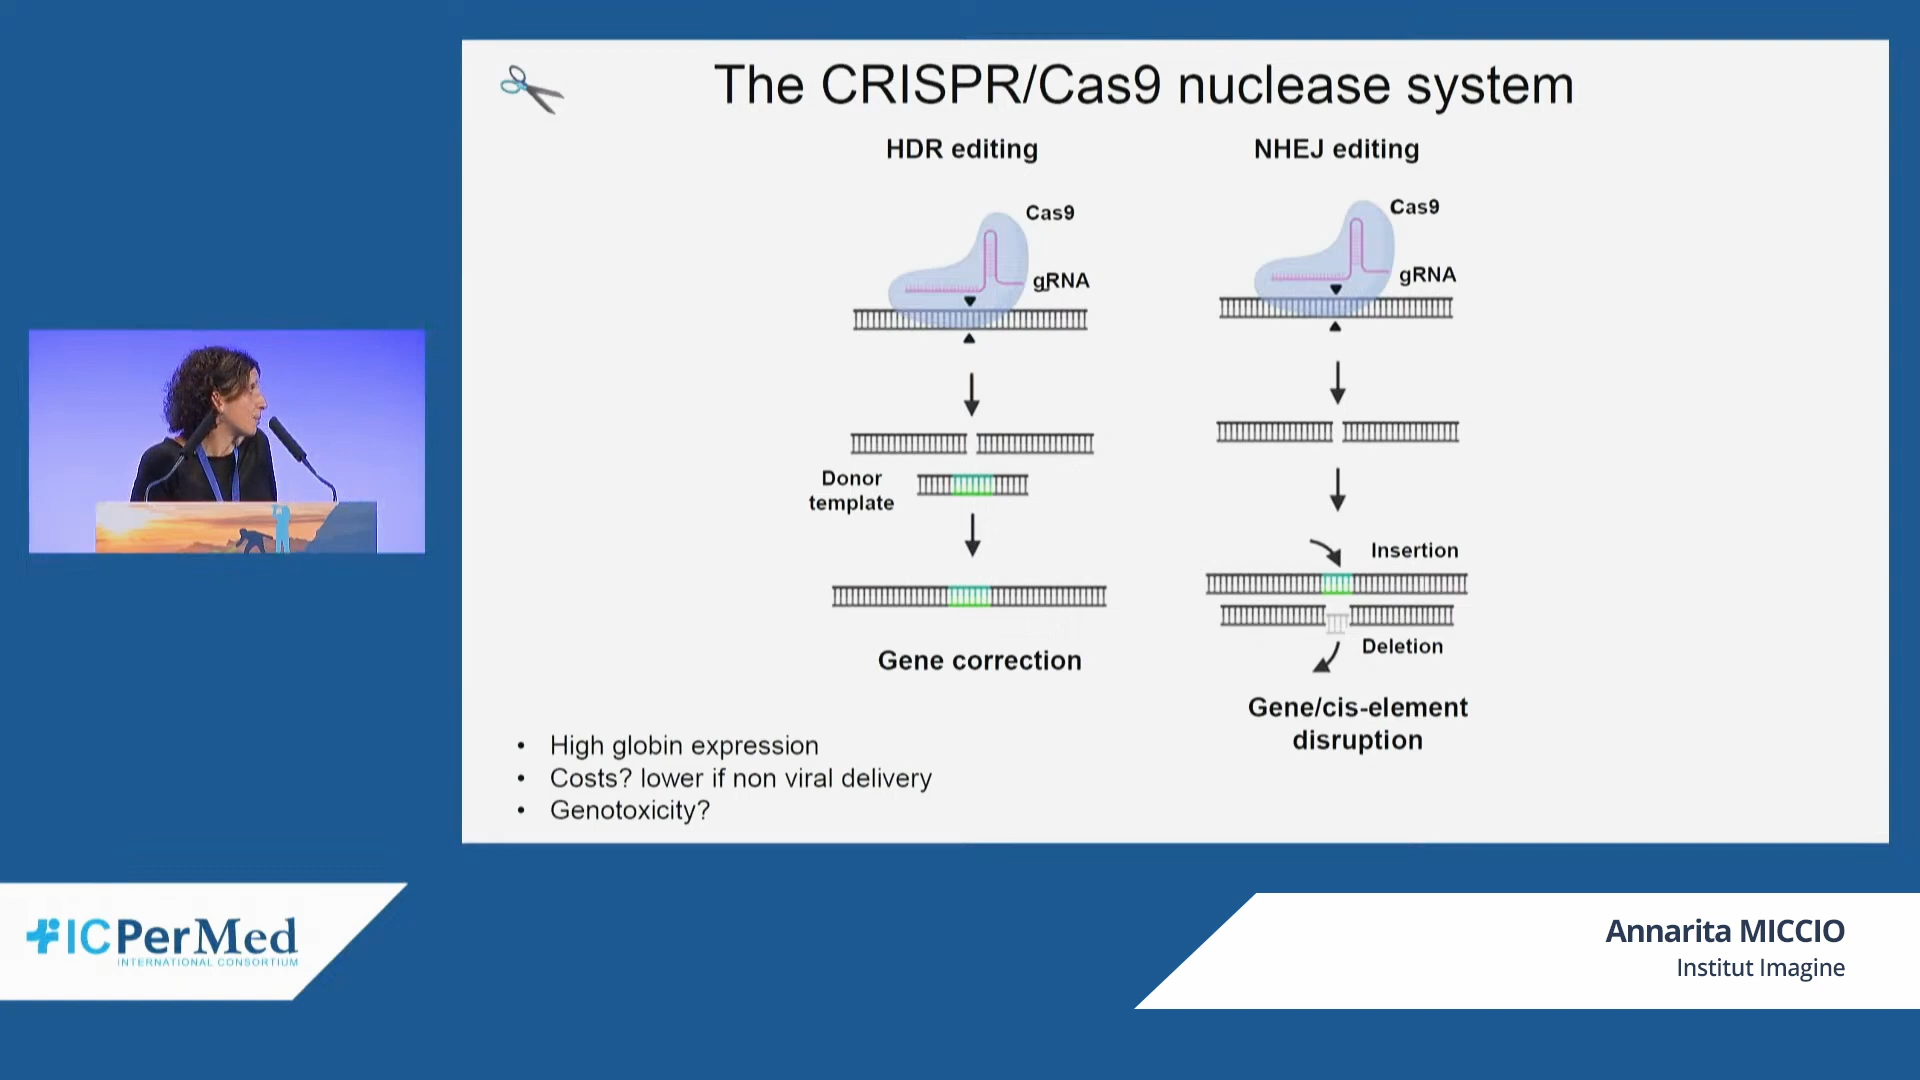 The CRISPR/Cas9 nuclease system
HDR editing
Cas9
gRNA
Donor
template
Gene correction
NHEJ editing
Cas9
gRNA
Insertion
Deletion
Gene/cis-element
disruption
• High globin expression
• Costs? lower if non viral delivery
• Genotoxicity?
ICPerMed
INTERNATIONAL CONSORTIUM
Annarita MICCIO
Institut Imagine